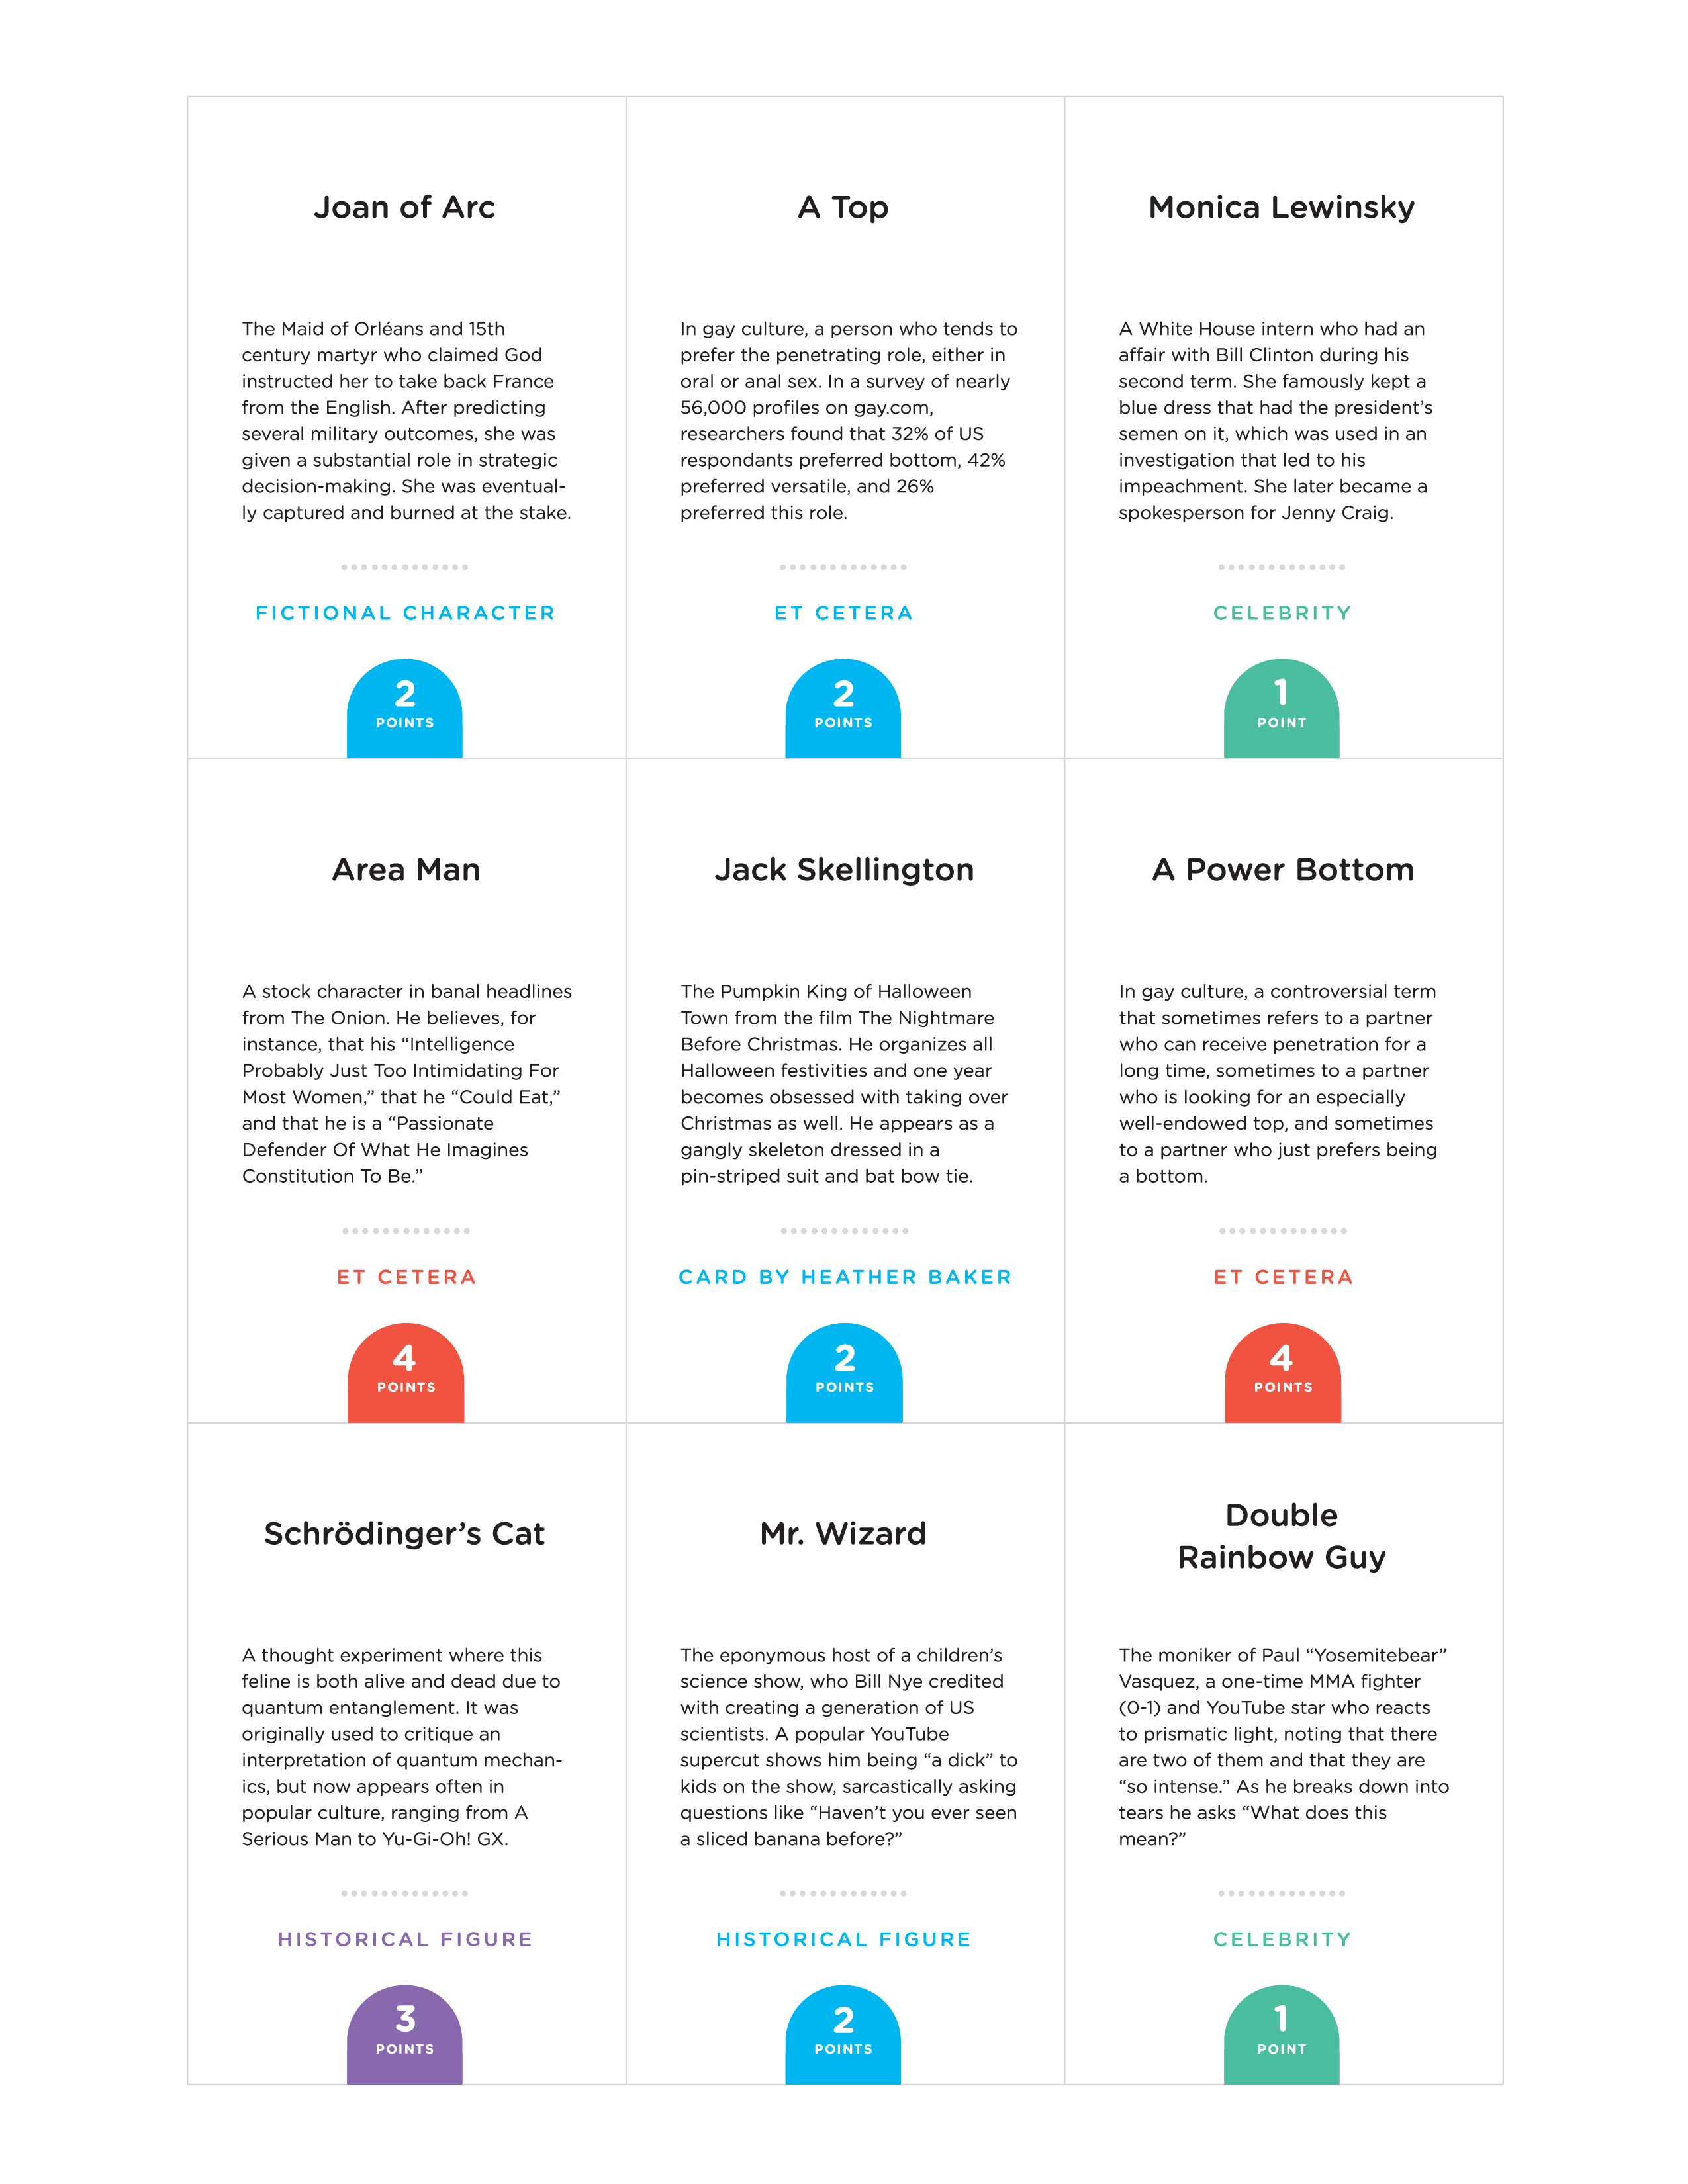 Joan of Arc
The Maid of Orléans and 15th
century martyr who claimed God
instructed her to take back France
from the English. After predicting
several military outcomes, she was
given a substantial role in strategic
decision-making. She was eventual-
ly captured and burned at the stake.
FICTIONAL CHARACTER
2
POINTS
A Top
In gay culture, a person who tends to
prefer the penetrating role, either in
oral or anal sex. In a survey of nearly
56,000 profiles on gay.com,
researchers found that 32% of US
respondants preferred bottom, 42%
preferred versatile, and 26%
preferred this role.
ET CETERA
2
POINTS
Monica Lewinsky
A White House intern who had an
affair with Bill Clinton during his
second term. She famously kept a
blue dress that had the president’s
semen on it, which was used in an
investigation that led to his
impeachment. She later became a
spokesperson for Jenny Craig.
CELEBRITY
1
POINT
Area Man
A stock character in banal headlines
from The Onion. He believes, for
instance, that his “Intelligence
Probably Just Too Intimidating For
Most Women,” that he “Could Eat,”
and that he is a “Passionate
Defender Of What He Imagines
Constitution To Be.”
ET CETERA
4
POINTS
Jack Skellington
The Pumpkin King of Halloween
Town from the film The Nightmare
Before Christmas. He organizes all
Halloween festivities and one year
becomes obsessed with taking over
Christmas as well. He appears as a
gangly skeleton dressed in a
pin-striped suit and bat bow tie.
CARD BY HEATHER BAKER
2
POINTS
A Power Bottom
In gay culture, a controversial term
that sometimes refers to a partner
who can receive penetration for a
long time, sometimes to a partner
who is looking for an especially
well-endowed top, and sometimes
to a partner who just prefers being
a bottom.
ET CETERA
4
POINTS
Schrödinger’s Cat
A thought experiment where this
feline is both alive and dead due to
quantum entanglement. It was
originally used to critique an
interpretation of quantum mechan-
ics, but now appears often in
popular culture, ranging from A
Serious Man to Yu-Gi-Oh! GX.
HISTORICAL FIGURE
3
POINTS
Mr. Wizard
The eponymous host of a children’s
science show, who Bill Nye credited
with creating a generation of US
scientists. A popular YouTube
supercut shows him being “a dick” to
kids on the show, sarcastically asking
questions like “Haven’t you ever seen
a sliced banana before?”
HISTORICAL FIGURE
2
POINTS
Double
Rainbow Guy
The moniker of Paul “Yosemitebear”
Vasquez, a one-time MMA fighter
(0-1) and YouTube star who reacts
to prismatic light, noting that there
are two of them and that they are
“so intense.” As he breaks down into
tears he asks “What does this
mean?”
CELEBRITY
1
POINT